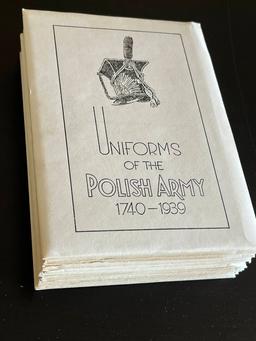 UNIFORMS
OF THE
POLISH ARMY
1740-1939